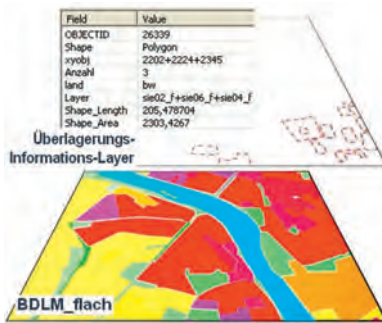 Field Value
OBJECTID 26339
Shape Polygon
xyobj 2202+2224+2345
Anzahl 3
land bw
Layer sie02_f+sie06_f+sie04_f
Shape_Length 205,478704
Shape_Area 2303,4267
Überlagerungs-
Informations-Layer
BDLM_flach